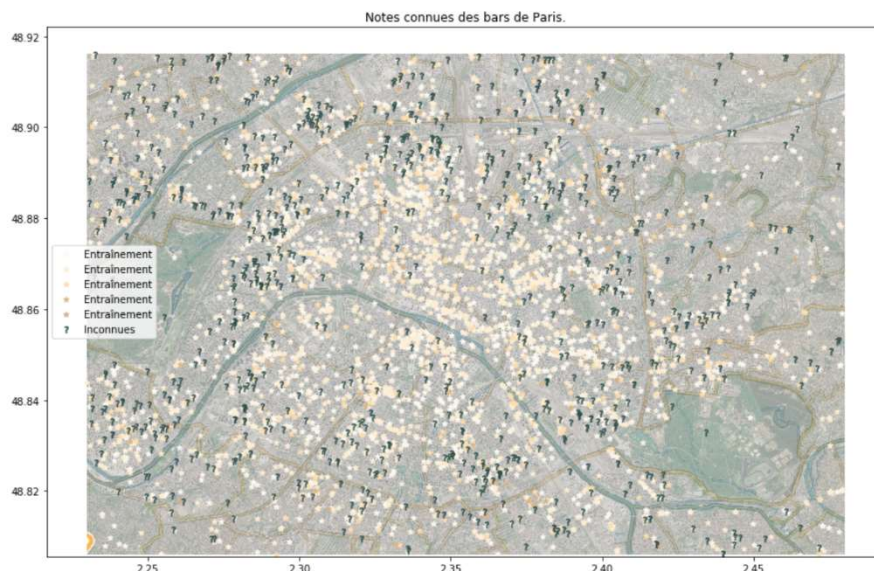 Notes connues des bars de Paris.
48.92
48.90
48.88
48.86
48.84
48.82
Entraînement
Entraînement
Entraînement
Entraînement
Entraînement
Inconnues
2.25
2.30
2.35
2.40
2.45